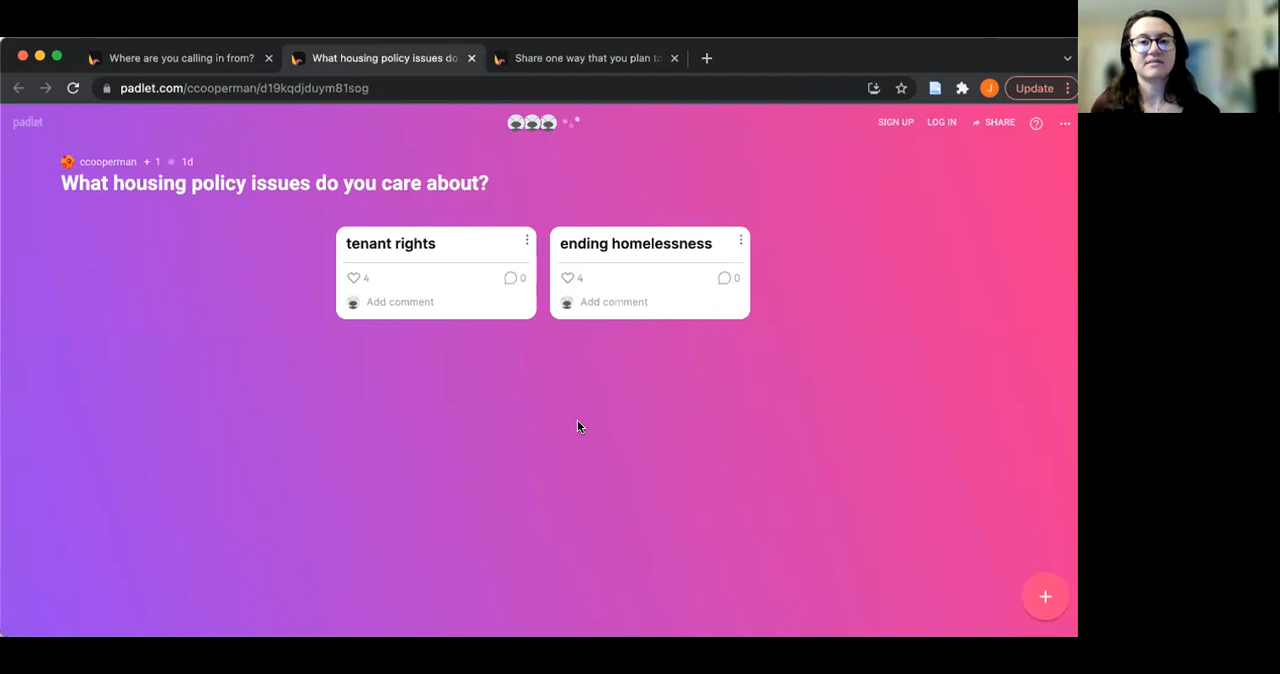 Where are you calling in from?
What housing policy issues do
Share one way that you plan to
padlet.com/ccooperman/d19kqdjduym81sog
J
Update
padlet
SIGN UP
LOG IN
SHARE
ccooperman + 1 1d
What housing policy issues do you care about?
tenant rights
4
0
Add comment
ending homelessness
4
0
Add comment